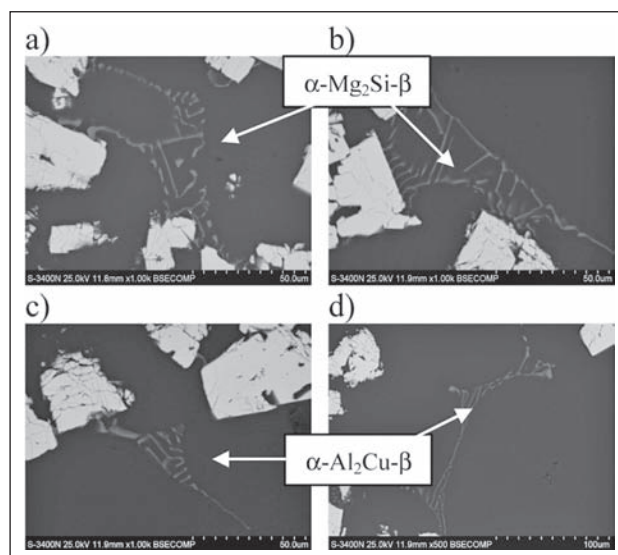 a)
b)
α-Mg₂Si-β
S-3400N 25.0kV 11.6mm x1.00k BSECOMP 50.0um
S-3400N 25.0kV 11.9mm x1.00k BSECOMP 50.0um
c)
d)
α-Al₂Cu-β
S-3400N 25.0kV 11.9mm x1.00k BSECOMP 50.0um
S-3400N 25.0kV 11.9mm x500 BSECOMP 100um